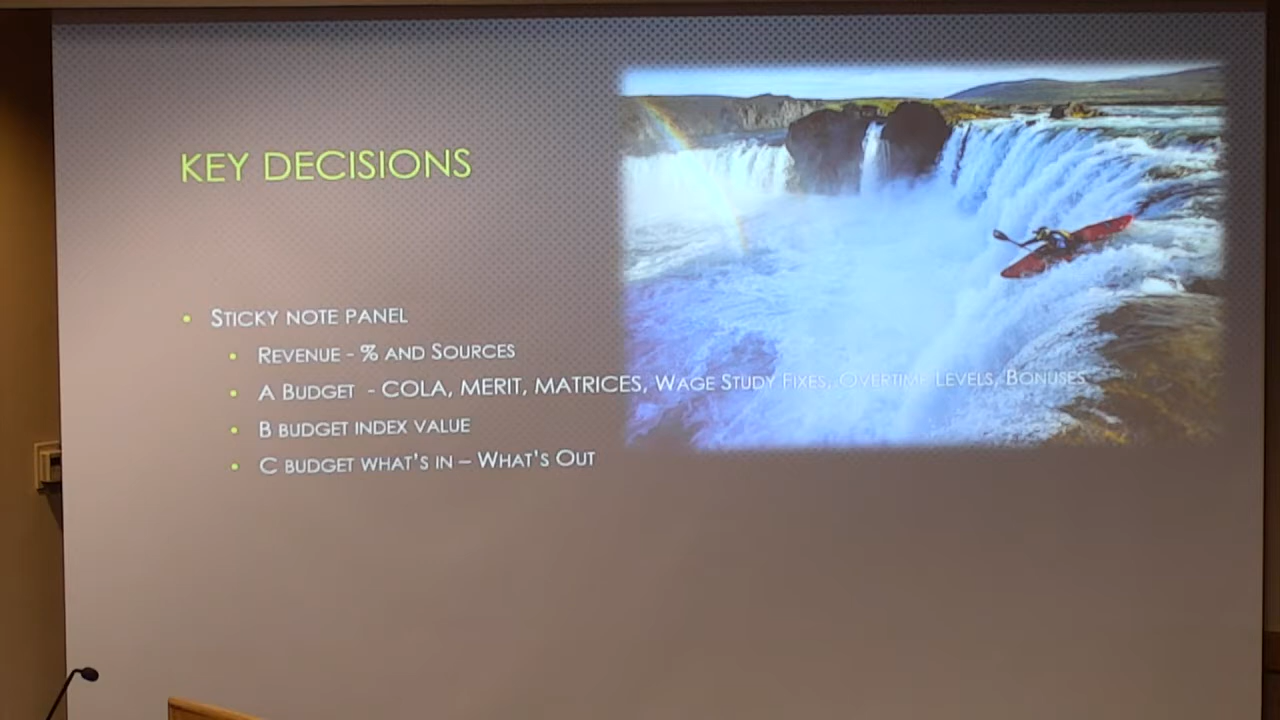 KEY DECISIONS
• STICKY NOTE PANEL
• REVENUE - % AND SOURCES
• A BUDGET - COLA, MERIT, MATRICES, WAGE STUDY FIXES, OVERTIME LEVELS, BONUSES
• B BUDGET INDEX VALUE
• C BUDGET WHAT'S IN – WHAT'S OUT